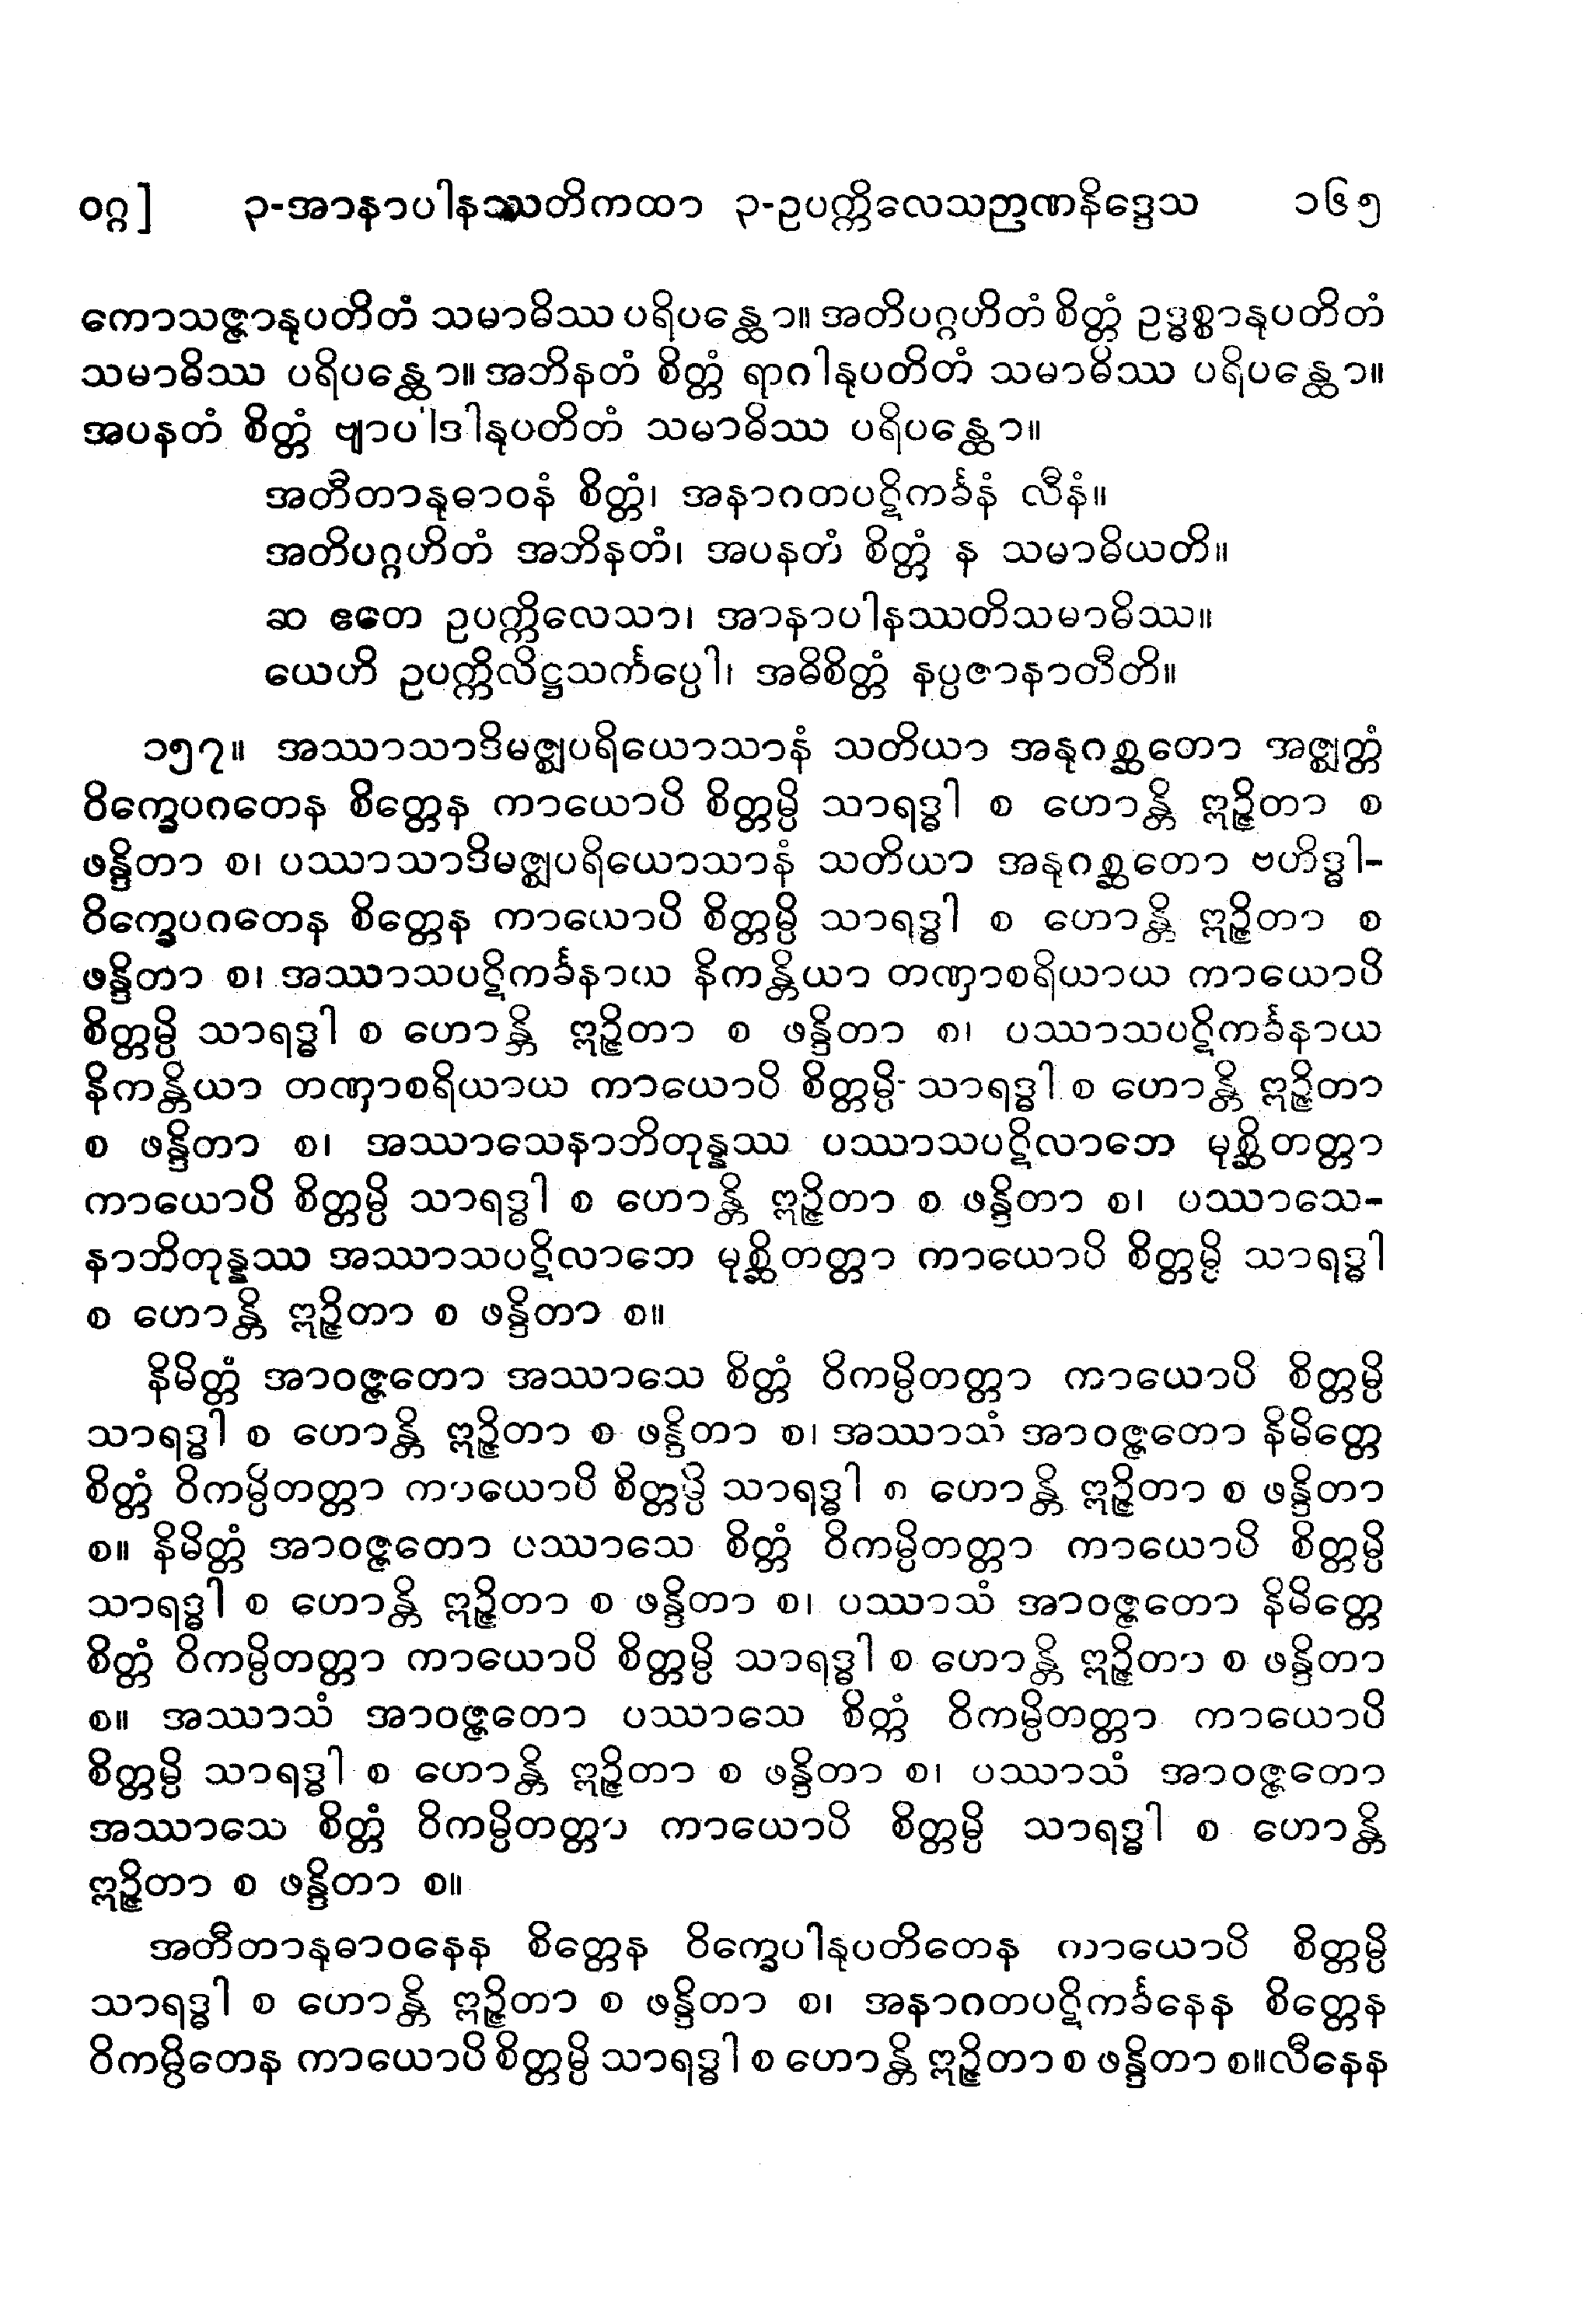 ဝဂ္ဂ]	၃-အာနာပါနဿတိကထာ ၃-ဥပက္ကိလေသဉာဏနိဒ္ဒေသ	၁၆၅
ကောသဇ္ဇာနုပတိတံ သမာဓိဿ ပရိပန္ထော။ အတိပဂ္ဂဟိတံ စိတ္တံ ဥဒ္ဓစ္စာနုပတိတံ
သမာဓိဿ ပရိပန္ထော။ အဘိနတံ စိတ္တံ ရာဂါနုပတိတံ သမာဓိဿ ပရိပန္ထော။
အပနတံ စိတ္တံ ဗျာပါဒါနုပတိတံ သမာဓိဿ ပရိပန္ထော။
အတီတာနုဓာဝနံ စိတ္တံ၊ အနာဂတပဋိကင်္ခနံ လီနံ။
အတိပဂ္ဂဟိတံ အဘိနတံ၊ အပနတံ စိတ္တံ န သမာဓိယတိ။
ဆ ဧတေ ဥပက္ကိလေသာ၊ အာနာပါနဿတိသမာဓိဿ။
ယေဟိ ဥပက္ကိလိဋ္ဌသင်္ကပ္ပေါ၊ အဓိစိတ္တံ နပ္ပဇာနာတီတိ။
၁၅၇။ အဿာသာဒိမဇ္ဈပရိယောသာနံ သတိယာ အနုဂစ္ဆတော အဇ္ဈတ္တံ
ဝိက္ခေပဂတေန စိတ္တေန ကာယောပိ စိတ္တမ္ပိ သာရဒ္ဓါ စ ဟောန္တိ ဣဉ္ဇိတာ စ
ဖန္ဒိတာ စ၊ ပဿာသာဒိမဇ္ဈပရိယောသာနံ သတိယာ အနုဂစ္ဆတော ဗဟိဒ္ဓါ-
ဝိက္ခေပဂတေန စိတ္တေန ကာယောပိ စိတ္တမ္ပိ သာရဒ္ဓါ စ ဟောန္တိ ဣဉ္ဇိတာ စ
ဖန္ဒိတာ စ၊ အဿာသပဋိကင်္ခနာယ နိကန္တိယာ တဏှာစရိယာယ ကာယောပိ
စိတ္တမ္ပိ သာရဒ္ဓါ စ ဟောန္တိ ဣဉ္ဇိတာ စ ဖန္ဒိတာ စ၊ ပဿာသပဋိကင်္ခနာယ
နိကန္တိယာ တဏှာစရိယာယ ကာယောပိ စိတ္တမ္ပိ သာရဒ္ဓါ စ ဟောန္တိ ဣဉ္ဇိတာ
စ ဖန္ဒိတာ စ၊ အဿာသေနာဘိတုန္နဿ ပဿာသပဋိလာဘေ မုစ္ဆိတတ္တာ
ကာယောပိ စိတ္တမ္ပိ သာရဒ္ဓါ စ ဟောန္တိ ဣဉ္ဇိတာ စ ဖန္ဒိတာ စ၊ ပဿာသေ-
နာဘိတုန္နဿ အဿာသပဋိလာဘေ မုစ္ဆိတတ္တာ ကာယောပိ စိတ္တမ္ပိ သာရဒ္ဓါ
စ ဟောန္တိ ဣဉ္ဇိတာ စ ဖန္ဒိတာ စ။
နိမိတ္တံ အာဝဇ္ဇတော အဿာသေ စိတ္တံ ဝိကမ္ပိတတ္တာ ကာယောပိ စိတ္တမ္ပိ
သာရဒ္ဓါ စ ဟောန္တိ ဣဉ္ဇိတာ စ ဖန္ဒိတာ စ၊ အဿာသံ အာဝဇ္ဇတော နိမိတ္တေ
စိတ္တံ ဝိကမ္ပိတတ္တာ ကာယောပိ စိတ္တမ္ပိ သာရဒ္ဓါ စ ဟောန္တိ ဣဉ္ဇိတာ စ ဖန္ဒိတာ
စ။ နိမိတ္တံ အာဝဇ္ဇတော ပဿာသေ စိတ္တံ ဝိကမ္ပိတတ္တာ ကာယောပိ စိတ္တမ္ပိ
သာရဒ္ဓါ စ ဟောန္တိ ဣဉ္ဇိတာ စ ဖန္ဒိတာ စ၊ ပဿာသံ အာဝဇ္ဇတော နိမိတ္တေ
စိတ္တံ ဝိကမ္ပိတတ္တာ ကာယောပိ စိတ္တမ္ပိ သာရဒ္ဓါ စ ဟောန္တိ ဣဉ္ဇိတာ စ ဖန္ဒိတာ
စ။ အဿာသံ အာဝဇ္ဇတော ပဿာသေ စိတ္တံ ဝိကမ္ပိတတ္တာ ကာယောပိ
စိတ္တမ္ပိ သာရဒ္ဓါ စ ဟောန္တိ ဣဉ္ဇိတာ စ ဖန္ဒိတာ စ၊ ပဿာသံ အာဝဇ္ဇတော
အဿာသေ စိတ္တံ ဝိကမ္ပိတတ္တာ ကာယောပိ စိတ္တမ္ပိ သာရဒ္ဓါ စ ဟောန္တိ
ဣဉ္ဇိတာ စ ဖန္ဒိတာ စ။
အတီတာနုဓာဝနေန စိတ္တေန ဝိက္ခေပါနုပတိတေန ကာယောပိ စိတ္တမ္ပိ
သာရဒ္ဓါ စ ဟောန္တိ ဣဉ္ဇိတာ စ ဖန္ဒိတာ စ၊ အနာဂတပဋိကင်္ခနေန စိတ္တေန
ဝိကမ္ပိတေန ကာယောပိ စိတ္တမ္ပိ သာရဒ္ဓါ စ ဟောန္တိ ဣဉ္ဇိတာ စ ဖန္ဒိတာ စ။လီနေန